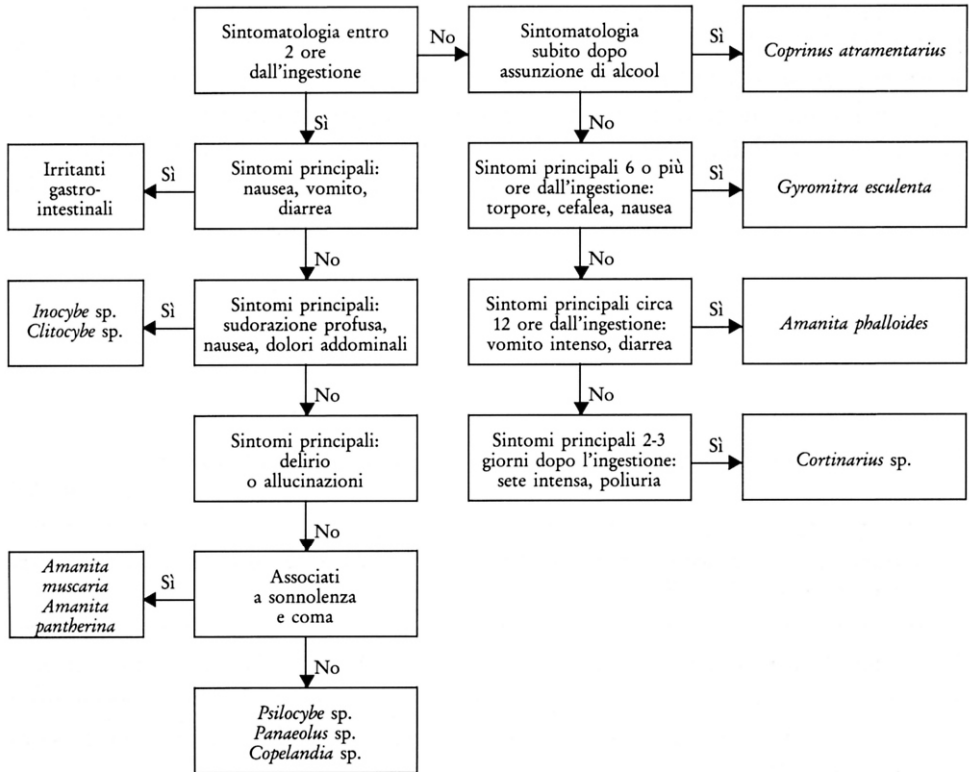 Sintomatologia entro
2 ore
dall'ingestione
No
Sintomatologia
subito dopo
assunzione di alcool
Sì
Coprinus atramentarius
Sì
No
Irritanti
gastro-
intestinali
Sì
Sintomi principali:
nausea, vomito,
diarrea
Sintomi principali 6 o più
ore dall'ingestione:
torpore, cefalea, nausea
Sì
Gyromitra esculenta
No
No
Inocybe sp.
Clitocybe sp.
Sì
Sintomi principali:
sudorazione profusa,
nausea, dolori addominali
Sintomi principali circa
12 ore dall'ingestione:
vomito intenso, diarrea
Sì
Amanita phalloides
No
No
Sintomi principali:
delirio
o allucinazioni
Sintomi principali 2-3
giorni dopo l'ingestione:
sete intensa, poliuria
Sì
Cortinarius sp.
No
Amanita
muscaria
Amanita
pantherina
Sì
Associati
a sonnolenza
e coma
No
Psilocybe sp.
Panaeolus sp.
Copelandia sp.